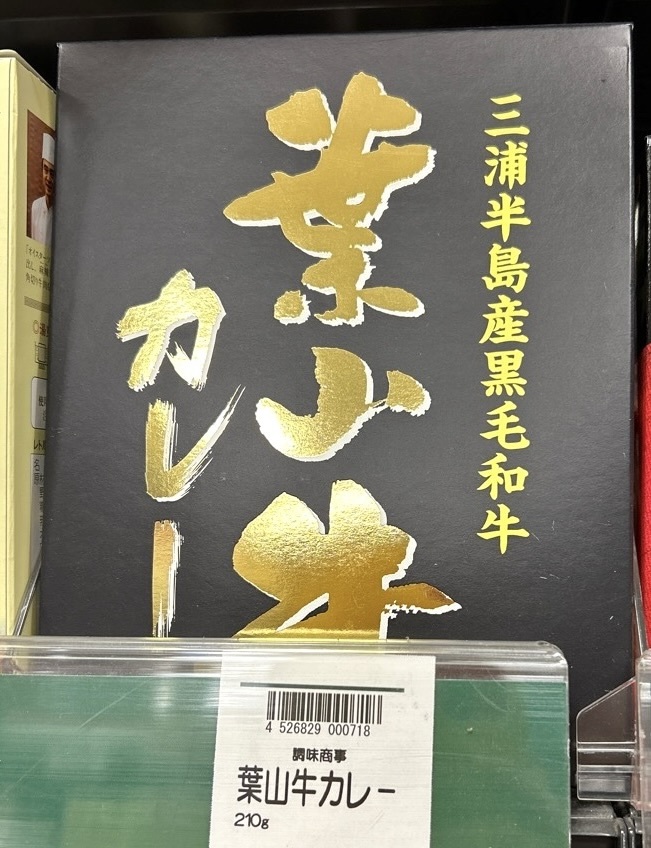 三浦半島産黒毛和牛
葉山牛
カレー
4 526829 000718
調味商事
葉山牛カレー
210g